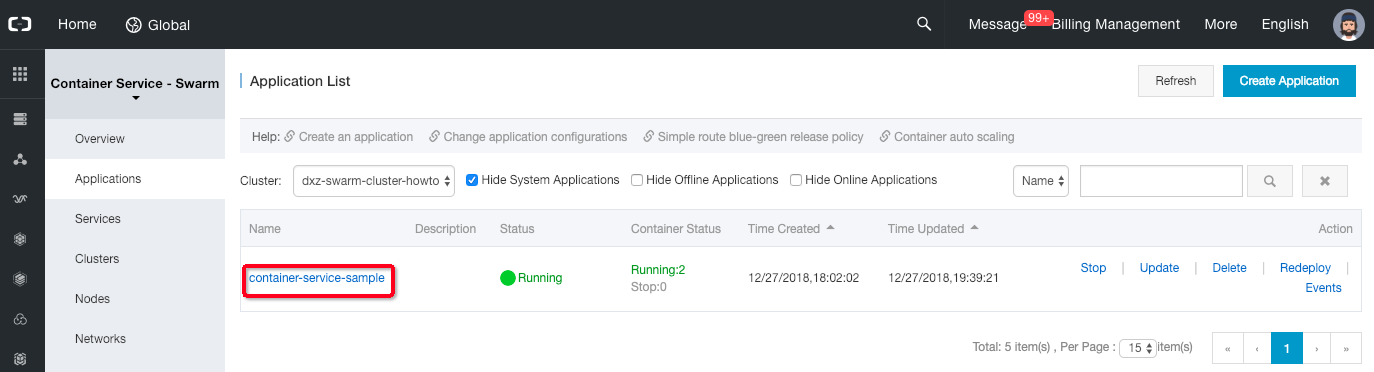 Home Global Message 99+ Billing Management More English
Container Service - Swarm
Overview
Applications
Services
Clusters
Nodes
Networks
Application List Refresh Create Application
Help: Create an application Change application configurations Simple route blue-green release policy Container auto scaling
Cluster: dxz-swarm-cluster-howto Hide System Applications Hide Offline Applications Hide Online Applications Name
Name Description Status Container Status Time Created Time Updated Action
container-service-sample Running Running:2 12/27/2018,18:02:02 12/27/2018,19:39:21 Stop | Update | Delete | Redeploy |
Stop:0 Events
Total: 5 item(s) , Per Page : 15 item(s) « ‹ 1 › »